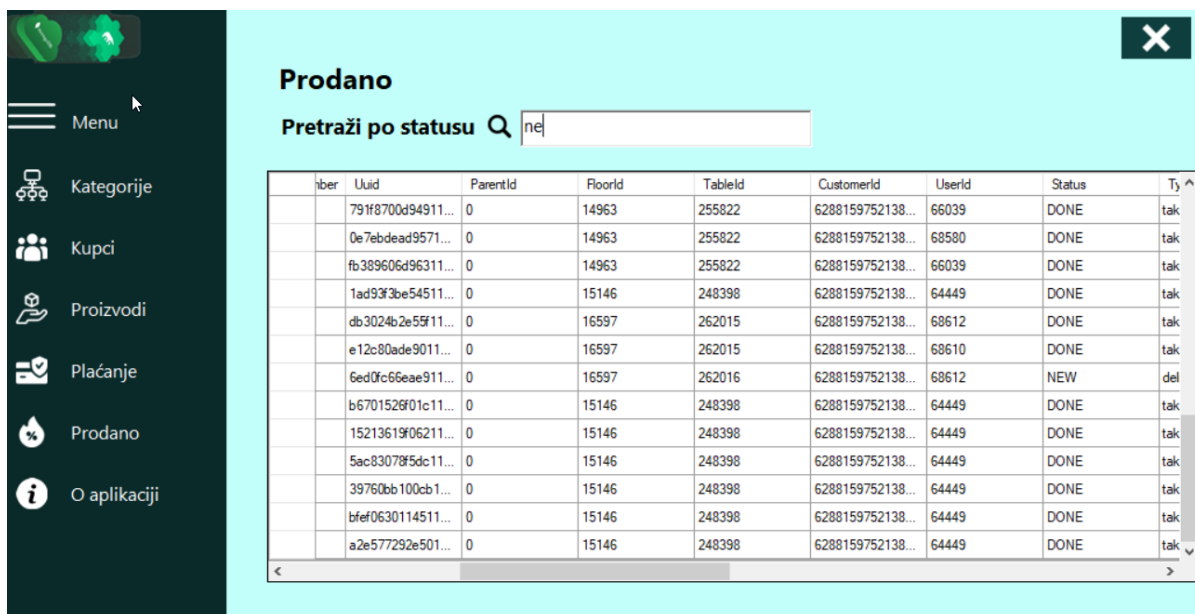 Prodano
Pretraži po statusu ne
Menu
Kategorije
Kupci
Proizvodi
Plaćanje
Prodano
O aplikaciji
nber Uuid ParentId FloorId TableId CustomerId UserId Status Ty
791f8700d94911... 0 14963 255822 6288159752138... 66039 DONE tak
0e7ebdead9571... 0 14963 255822 6288159752138... 68580 DONE tak
fb389606d96311... 0 14963 255822 6288159752138... 66039 DONE tak
1ad93f3be54511... 0 15146 248398 6288159752138... 64449 DONE tak
db3024b2e55f11... 0 16597 262015 6288159752138... 68612 DONE tak
e12c80ade9011... 0 16597 262015 6288159752138... 68610 DONE tak
6ed0fc66eae911... 0 16597 262016 6288159752138... 68612 NEW del
b6701526f01c11... 0 15146 248398 6288159752138... 64449 DONE tak
15213619f06211... 0 15146 248398 6288159752138... 64449 DONE tak
5ac83078f5dc11... 0 15146 248398 6288159752138... 64449 DONE tak
39760bb100cb1... 0 15146 248398 6288159752138... 64449 DONE tak
bfef0630114511... 0 15146 248398 6288159752138... 64449 DONE tak
a2e577292e501... 0 15146 248398 6288159752138... 64449 DONE tak